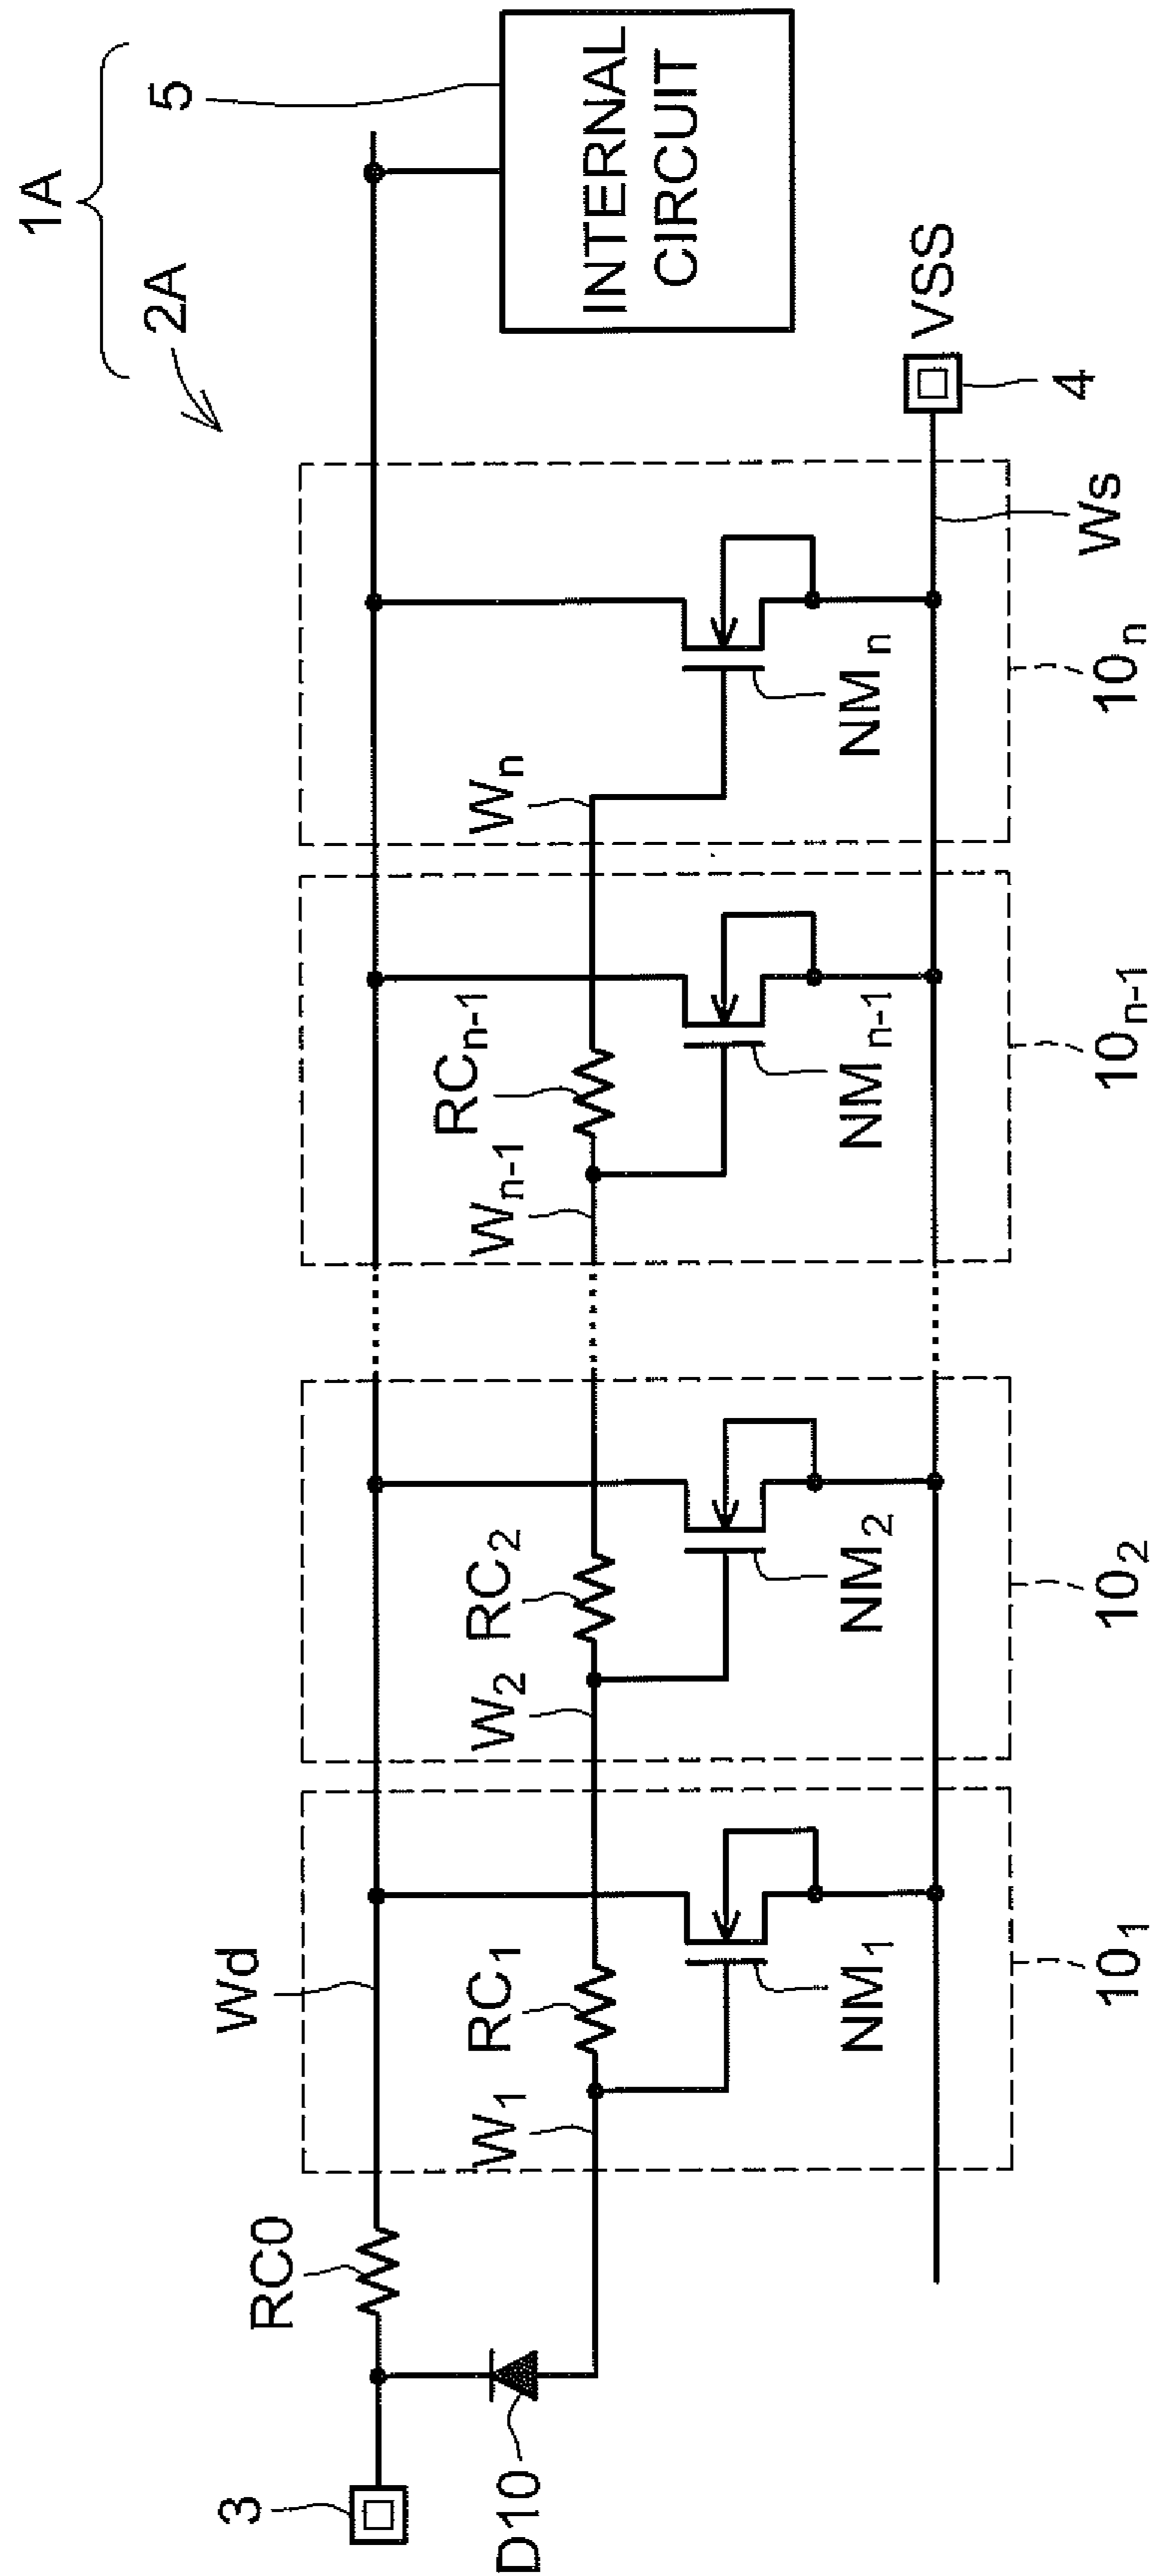 1A
2A
5
INTERNAL
CIRCUIT
3
RC0
Wd
D10
W1
RC1
W2
RC2
Wn-1
RCn-1
Wn
VSS
4
NM1
NM2
NMn-1
NMn
Ws
101
102
10n-1
10n